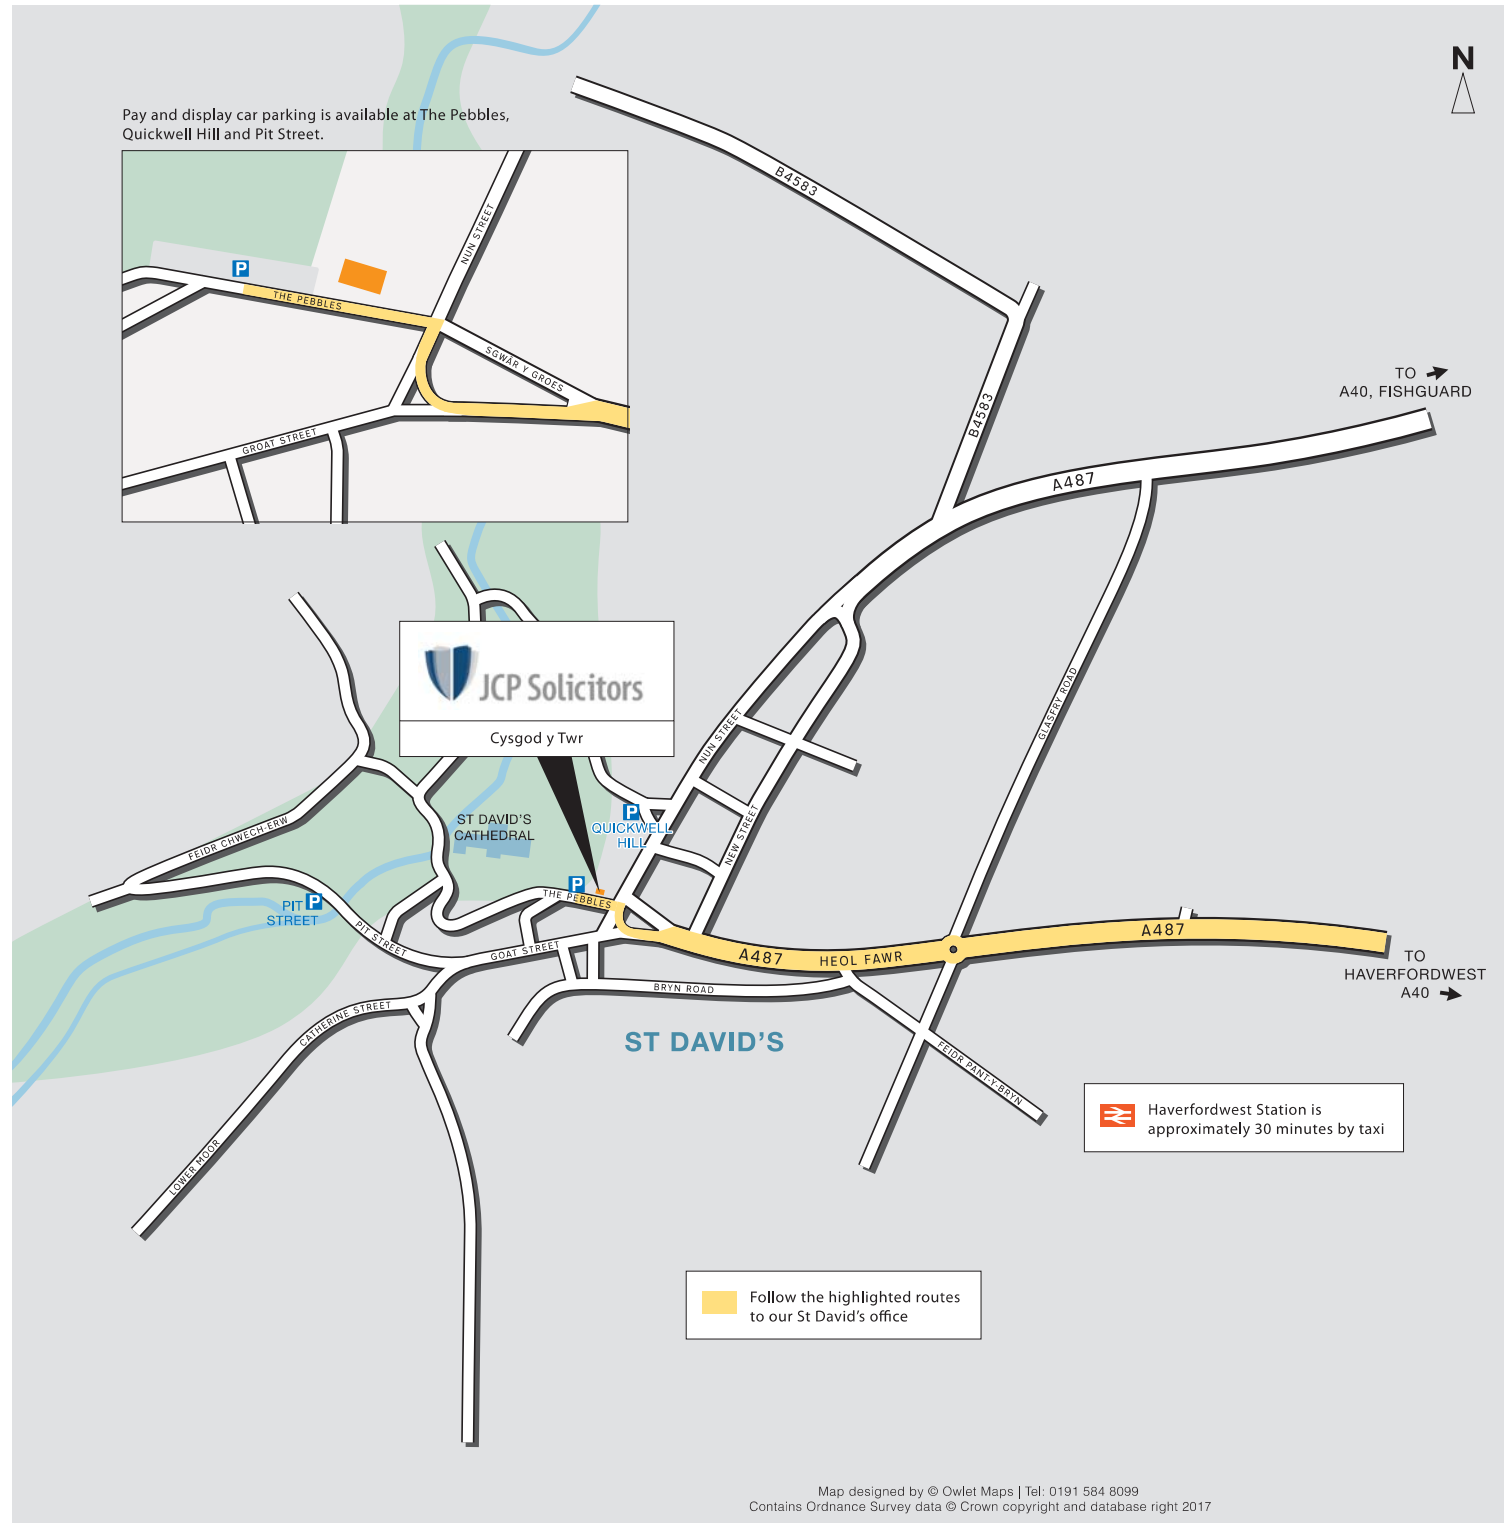 N
Pay and display car parking is available at The Pebbles,
Quickwell Hill and Pit Street.
B4583
NUN STREET
P
THE PEBBLES
SGWÂR Y GROES
GROAT STREET
TO
A40, FISHGUARD
B4583
A487
JCP Solicitors
Cysgod y Twr
GLASFRY ROAD
NUN STREET
P
QUICKWELL
HILL
ST DAVID'S
CATHEDRAL
NEW STREET
FEIDR CHWECH-ERW
P
THE PEBBLES
PIT
STREET
P
PIT STREET
GOAT STREET
A487
HEOL FAWR
A487
TO
HAVERFORDWEST
A40
BRYN ROAD
CATHERINE STREET
ST DAVID'S
FEIDR PANT-Y-BRYN
LOWER MOOR
Haverfordwest Station is
approximately 30 minutes by taxi
Follow the highlighted routes
to our St David's office
Map designed by © Owlet Maps | Tel: 0191 584 8099
Contains Ordnance Survey data © Crown copyright and database right 2017